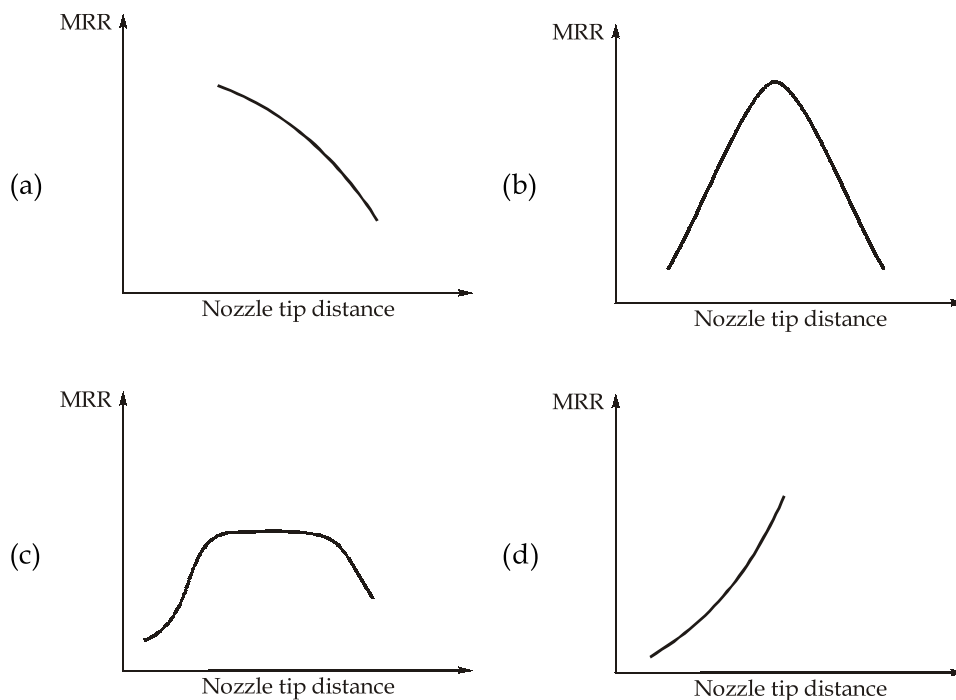 MRR
(a)
Nozzle tip distance
MRR
(b)
Nozzle tip distance
MRR
(c)
Nozzle tip distance
MRR
(d)
Nozzle tip distance